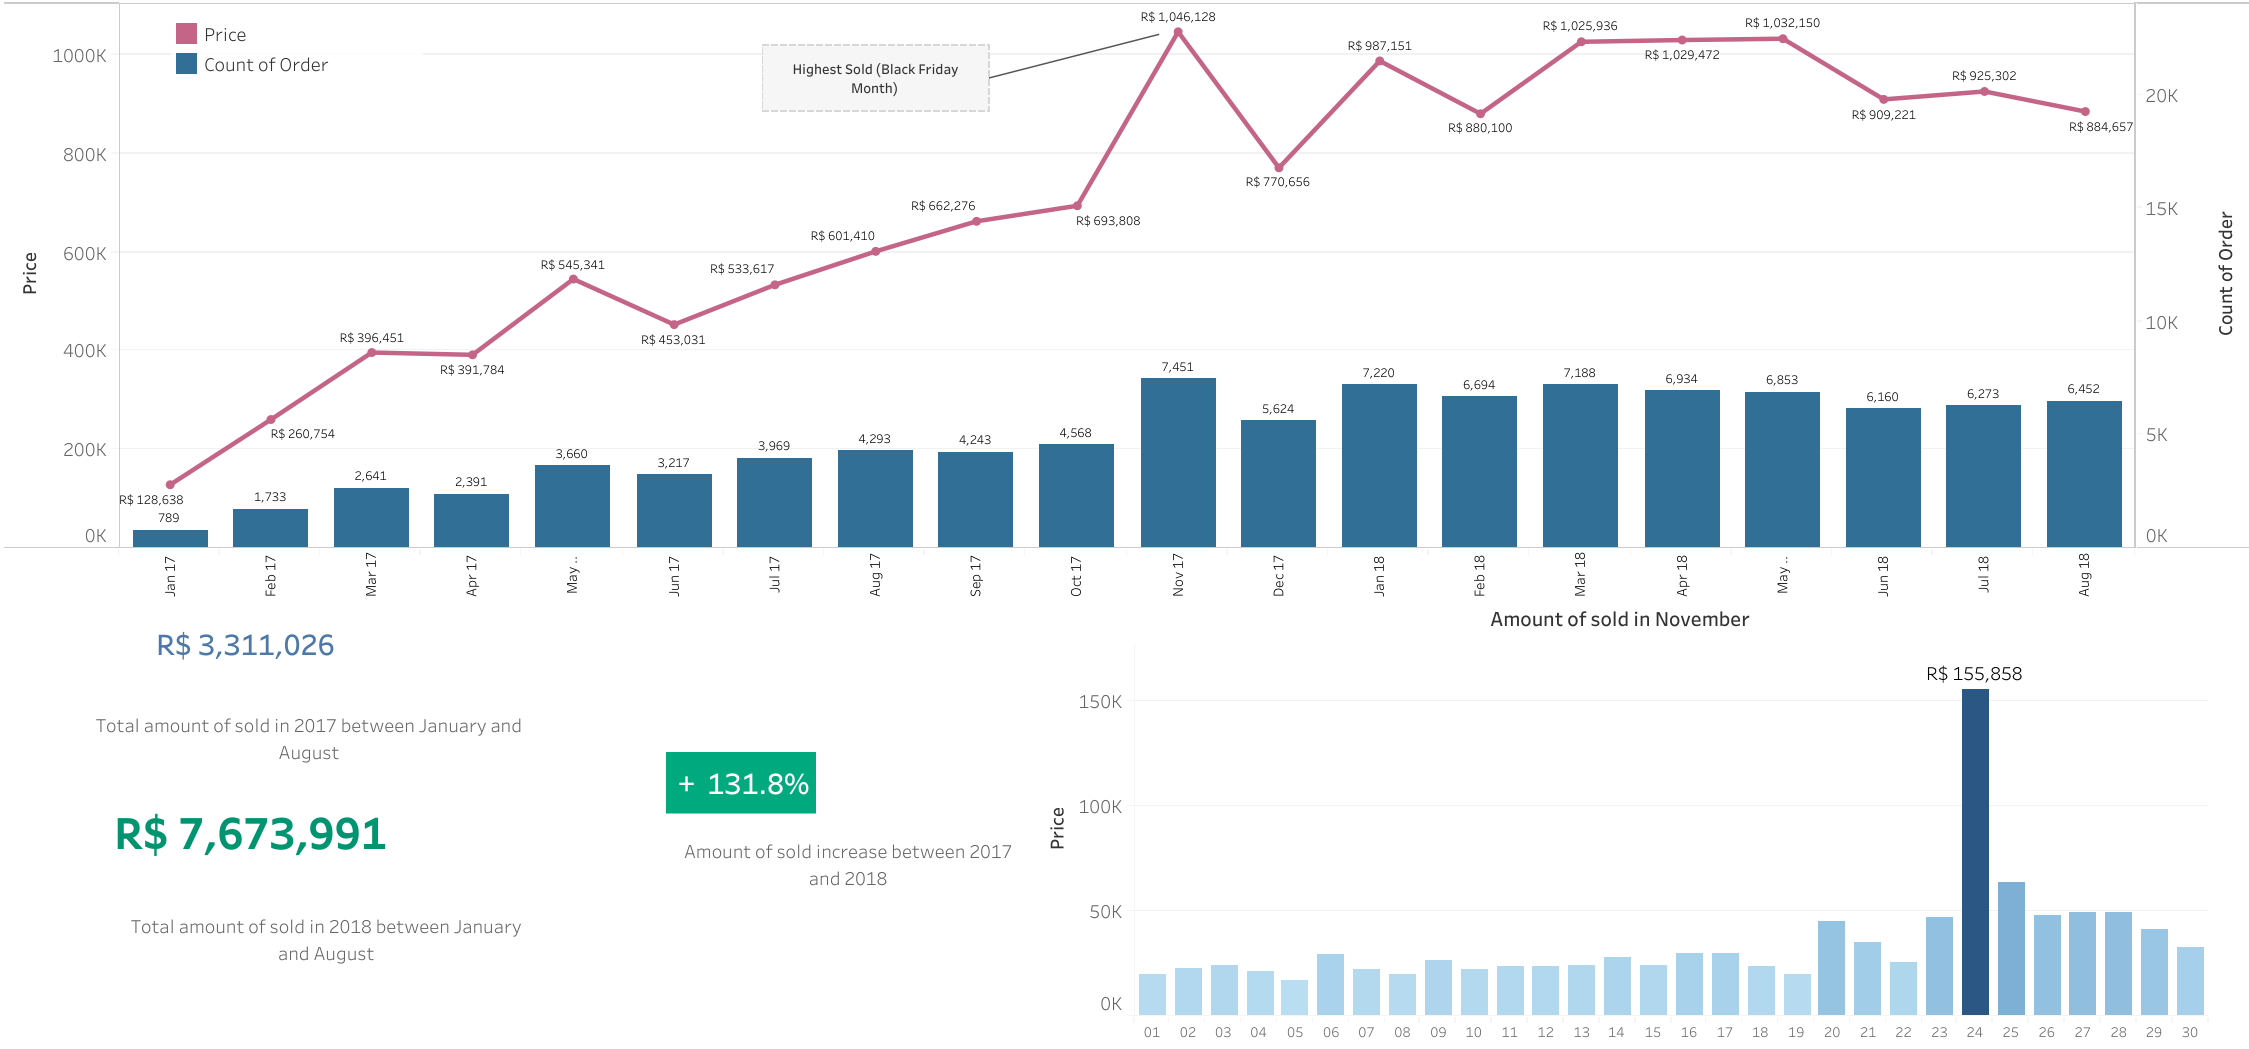 Price
Count of Order
Highest Sold (Black Friday
Month)
1000K
800K
600K
400K
200K
0K
Price
20K
15K
10K
5K
0K
Count of Order
R$ 128,638
R$ 260,754
R$ 396,451
R$ 391,784
R$ 545,341
R$ 453,031
R$ 533,617
R$ 601,410
R$ 662,276
R$ 693,808
R$ 1,046,128
R$ 770,656
R$ 987,151
R$ 880,100
R$ 1,025,936
R$ 1,029,472
R$ 1,032,150
R$ 909,221
R$ 925,302
R$ 884,657
789
1,733
2,641
2,391
3,660
3,217
3,969
4,293
4,243
4,568
7,451
5,624
7,220
6,694
7,188
6,934
6,853
6,160
6,273
6,452
Jan 17
Feb 17
Mar 17
Apr 17
May ..
Jun 17
Jul 17
Aug 17
Sep 17
Oct 17
Nov 17
Dec 17
Jan 18
Feb 18
Mar 18
Apr 18
May ..
Jun 18
Jul 18
Aug 18
R$ 3,311,026
Total amount of sold in 2017 between January and
August
R$ 7,673,991
Total amount of sold in 2018 between January
and August
+ 131.8%
Amount of sold increase between 2017
and 2018
Amount of sold in November
Price
150K
100K
50K
0K
R$ 155,858
01
02
03
04
05
06
07
08
09
10
11
12
13
14
15
16
17
18
19
20
21
22
23
24
25
26
27
28
29
30